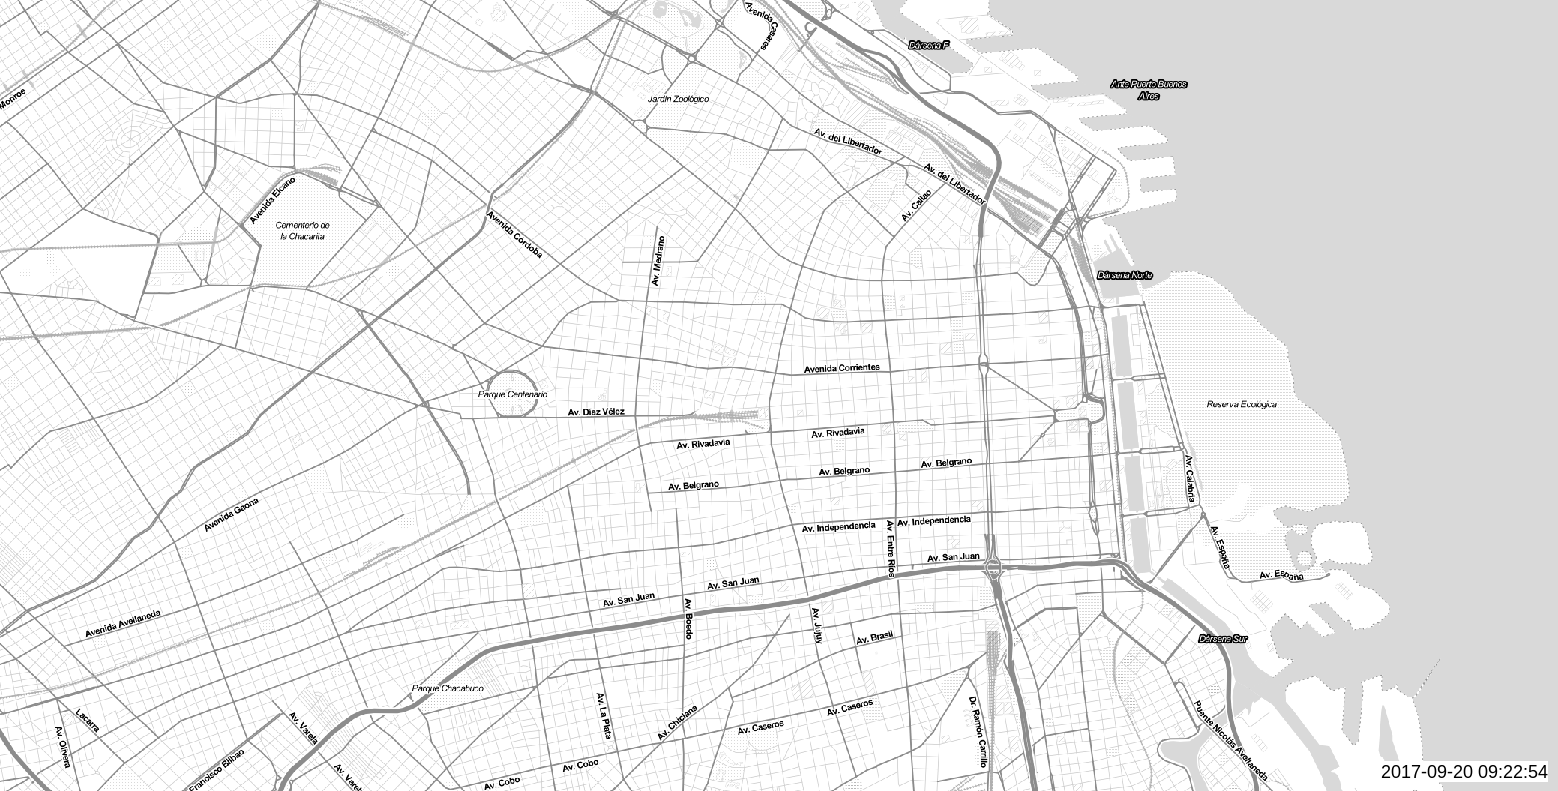 Avenida Casares
Dársena F
Ante Puerto Buenos
Aires
Monroe
Jardín Zoológico
Av. del Libertador
Av. del Libertador
Avenida Elcano
Av. Callao
Cementerio de
la Chacarita
Avenida Córdoba
Av. Medrano
Dársena Norte
Avenida Corrientes
Parque Centenario
Av. Díaz Vélez
Reserva Ecológica
Av. Rivadavia
Av. Rivadavia
Av. Belgrano
Av. Belgrano
Av. Belgrano
Av. Calabria
Avenida Gaona
Av. Independencia
Av. Independencia
Av. Entre Ríos
Av. España
Av. San Juan
Av. España
Av. San Juan
Av. San Juan
Avenida Avellaneda
Av. Boedo
Av. Jujuy
Av. Brasil
Dársena Sur
Parque Chacabuco
Av. La Plata
Av. Chiclana
Av. Caseros
Av. Caseros
Dr. Ramón Carrillo
Puente Nicolás Avellaneda
Lacarra
Av. Olivera
Av. Varela
Francisco Bilbao
Av. Varela
Av. Cobo
Av. Cobo
2017-09-20 09:22:54